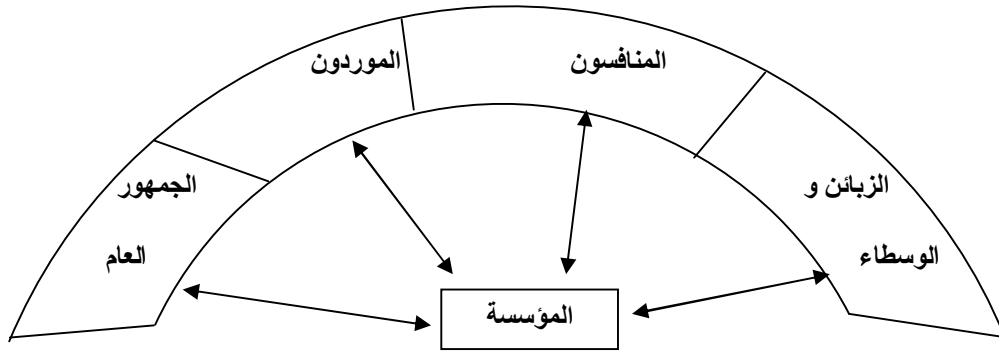 المنافسون
الموردون
الزبائن و
الوسطاء
الجمهور
العام
المؤسسة